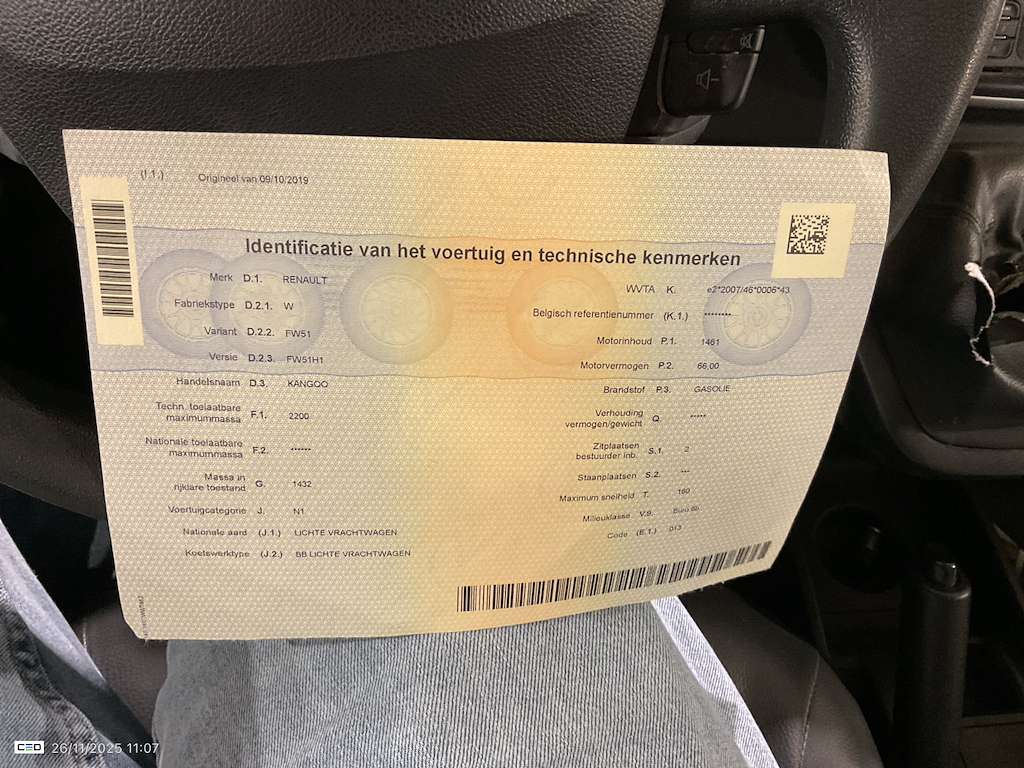 (I.1.) Origineel van 09/10/2019
Identificatie van het voertuig en technische kenmerken
Merk D.1. RENAULT
Fabriekstype D.2.1. W
Variant D.2.2. FW51
Versie D.2.3. FW51H1
Handelsnaam D.3. KANGOO
Techn. toelaatbare
maximummassa F.1. 2200
Nationale toelaatbare
maximummassa F.2. ******
Massa in
rijklare toestand G. 1432
Voertuigcategorie J. N1
Nationale aard (J.1.) LICHTE VRACHTWAGEN
Koetswerktype (J.2.) BB LICHTE VRACHTWAGEN
WVTA K. e2*2007/46*0006*43
Belgisch referentienummer (K.1.) ********
Motorinhoud P.1. 1461
Motorvermogen P.2. 66,00
Brandstof P.3. GASOLIE
Verhouding
vermogen/gewicht Q. *****
Zitplaatsen
bestuurder inb. S.1. 2
Staanplaatsen S.2. ***
Maximum snelheid T. 160
Milieuklasse V.9. Euro 6b
Code (E.1.) 013
CEO 26/11/2025 11:07